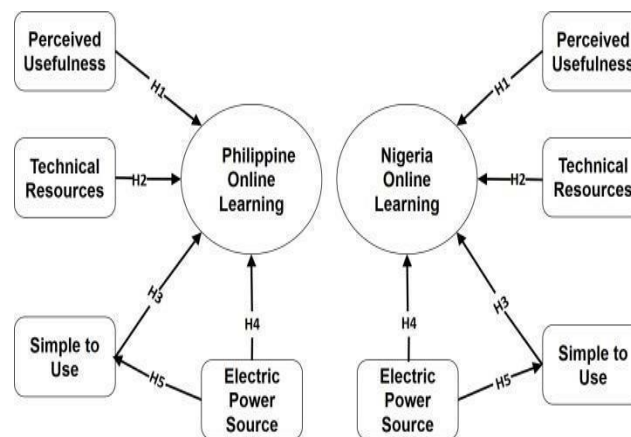 Perceived
Usefulness
H1
Technical
Resources
H2
Philippine
Online
Learning
H3
H4
Simple to
Use
H5
Electric
Power
Source
Perceived
Usefulness
H1
Nigeria
Online
Learning
H2
Technical
Resources
H3
H4
Simple to
Use
H5
Electric
Power
Source